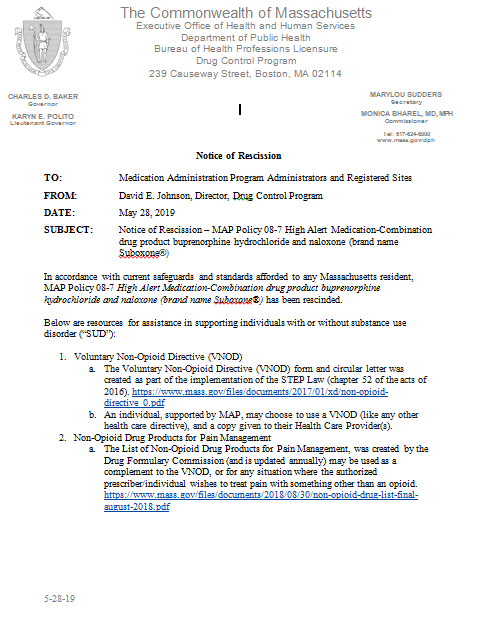 The Commonwealth of Massachusetts
Executive Office of Health and Human Services
Department of Public Health
Bureau of Health Professions Licensure
Drug Control Program
239 Causeway Street, Boston, MA 02114
CHARLES D. BAKER
Governor
KARYN E. POLITO
Lieutenant Governor
MARYLOU SUDDERS
Secretary
MONICA BHAREL, MD, MPH
Commissioner
Tel: 617-624-6000
www.mass.gov/dph
Notice of Rescission
TO: Medication Administration Program Administrators and Registered Sites
FROM: David E. Johnson, Director, Drug Control Program
DATE: May 28, 2019
SUBJECT: Notice of Rescission – MAP Policy 08-7 High Alert Medication-Combination
drug product buprenorphine hydrochloride and naloxone (brand name
Suboxone®)
In accordance with current safeguards and standards afforded to any Massachusetts resident,
MAP Policy 08-7 High Alert Medication-Combination drug product buprenorphine
hydrochloride and naloxone (brand name Suboxone®) has been rescinded.
Below are resources for assistance in supporting individuals with or without substance use
disorder (“SUD”):
1. Voluntary Non-Opioid Directive (VNOD)
a. The Voluntary Non-Opioid Directive (VNOD) form and circular letter was
created as part of the implementation of the STEP Law (chapter 52 of the acts of
2016). https://www.mass.gov/files/documents/2017/01/xd/non-opioid-
directive_0.pdf
b. An individual, supported by MAP, may choose to use a VNOD (like any other
health care directive), and a copy given to their Health Care Provider(s).
2. Non-Opioid Drug Products for Pain Management
a. The List of Non-Opioid Drug Products for Pain Management, was created by the
Drug Formulary Commission (and is updated annually) may be used as a
complement to the VNOD, or for any situation where the authorized
prescriber/individual wishes to treat pain with something other than an opioid.
https://www.mass.gov/files/documents/2018/08/30/non-opioid-drug-list-final-
august-2018.pdf
5-28-19